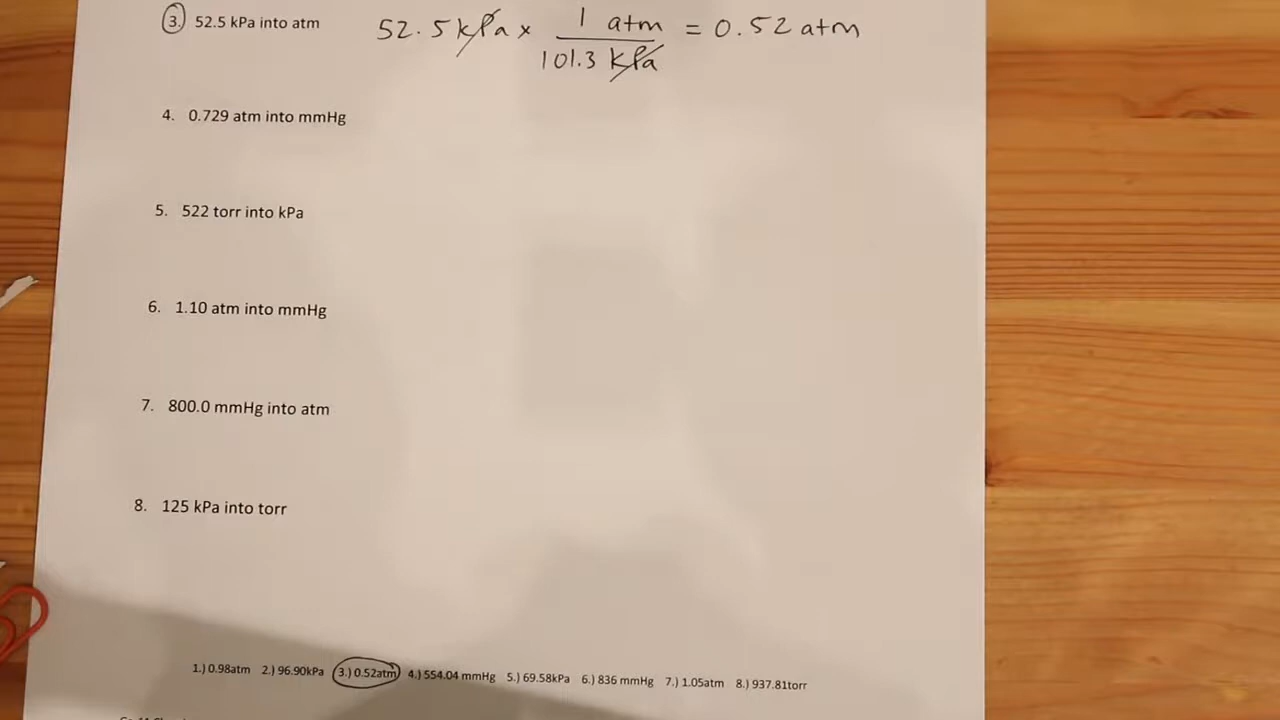 3. 52.5 kPa into atm 52.5 kPa × 1 atm / 101.3 kPa = 0.52 atm
4. 0.729 atm into mmHg
5. 522 torr into kPa
6. 1.10 atm into mmHg
7. 800.0 mmHg into atm
8. 125 kPa into torr
1.) 0.98atm 2.) 96.90kPa 3.) 0.52atm 4.) 554.04 mmHg 5.) 69.58kPa 6.) 836 mmHg 7.) 1.05atm 8.) 937.81torr